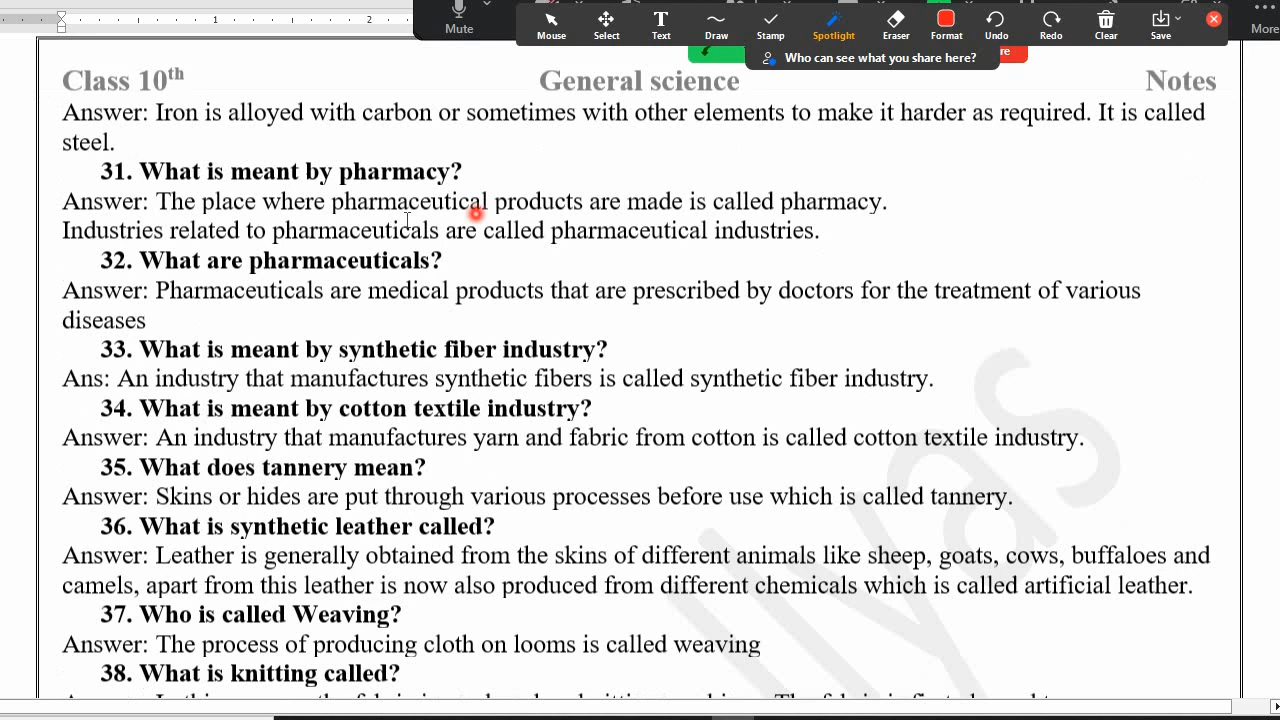 1 2
Mute
Mouse Select Text Draw Stamp Spotlight Eraser Format Undo Redo Clear Save More
Who can see what you share here? re
Class 10th General science Notes
Answer: Iron is alloyed with carbon or sometimes with other elements to make it harder as required. It is called
steel.
31. What is meant by pharmacy?
Answer: The place where pharmaceutical products are made is called pharmacy.
Industries related to pharmaceuticals are called pharmaceutical industries.
32. What are pharmaceuticals?
Answer: Pharmaceuticals are medical products that are prescribed by doctors for the treatment of various
diseases
33. What is meant by synthetic fiber industry?
Ans: An industry that manufactures synthetic fibers is called synthetic fiber industry.
34. What is meant by cotton textile industry?
Answer: An industry that manufactures yarn and fabric from cotton is called cotton textile industry.
35. What does tannery mean?
Answer: Skins or hides are put through various processes before use which is called tannery.
36. What is synthetic leather called?
Answer: Leather is generally obtained from the skins of different animals like sheep, goats, cows, buffaloes and
camels, apart from this leather is now also produced from different chemicals which is called artificial leather.
37. Who is called Weaving?
Answer: The process of producing cloth on looms is called weaving
38. What is knitting called?